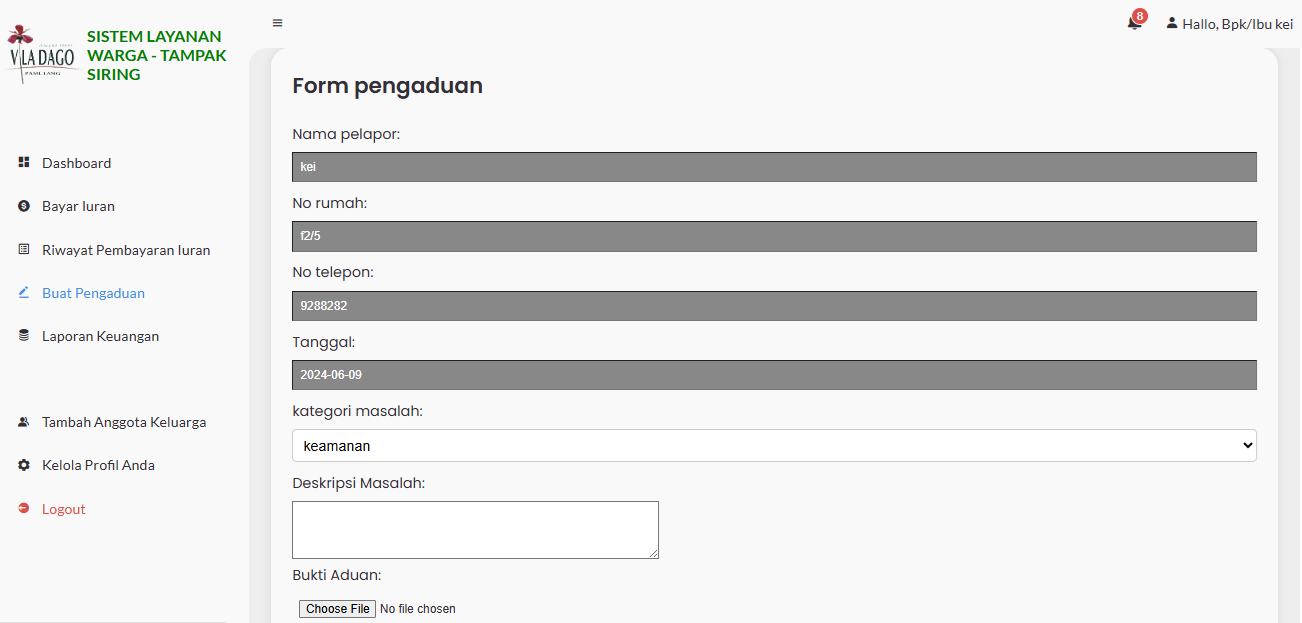 VILA DAGO
PAMULANG
SISTEM LAYANAN
WARGA - TAMPAK
SIRING
8
Hallo, Bpk/Ibu kei
Dashboard
Bayar Iuran
Riwayat Pembayaran Iuran
Buat Pengaduan
Laporan Keuangan
Tambah Anggota Keluarga
Kelola Profil Anda
Logout
Form pengaduan
Nama pelapor:
kei
No rumah:
f2/5
No telepon:
9288282
Tanggal:
2024-06-09
kategori masalah:
keamanan
Deskripsi Masalah:
Bukti Aduan:
Choose File No file chosen